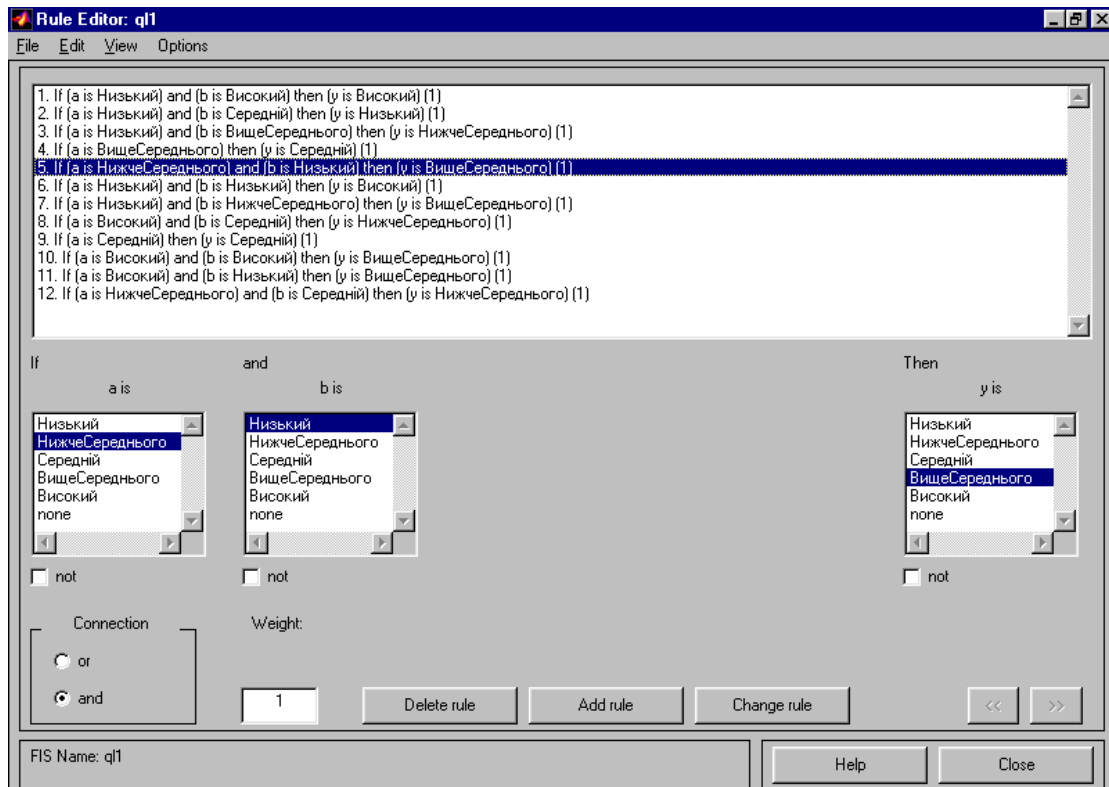 Rule Editor: ql1
File Edit View Options
1. If (a is Низький) and (b is Високий) then (y is Високий) (1)
2. If (a is Низький) and (b is Середній) then (y is Низький) (1)
3. If (a is Низький) and (b is ВищеСереднього) then (y is НижчеСереднього) (1)
4. If (a is ВищеСереднього) then (y is Середній) (1)
5. If (a is НижчеСереднього) and (b is Низький) then (y is ВищеСереднього) (1)
6. If (a is Низький) and (b is Низький) then (y is Високий) (1)
7. If (a is Низький) and (b is НижчеСереднього) then (y is ВищеСереднього) (1)
8. If (a is Високий) and (b is Середній) then (y is НижчеСереднього) (1)
9. If (a is Середній) then (y is Середній) (1)
10. If (a is Високий) and (b is Високий) then (y is ВищеСереднього) (1)
11. If (a is Високий) and (b is Низький) then (y is ВищеСереднього) (1)
12. If (a is НижчеСереднього) and (b is Середній) then (y is НижчеСереднього) (1)
If and Then
a is b is y is
Низький Низький Низький
НижчеСереднього НижчеСереднього НижчеСереднього
Середній Середній Середній
ВищеСереднього ВищеСереднього ВищеСереднього
Високий Високий Високий
none none none
not not not
Connection Weight:
or
and 1 Delete rule Add rule Change rule << >>
FIS Name: ql1 Help Close